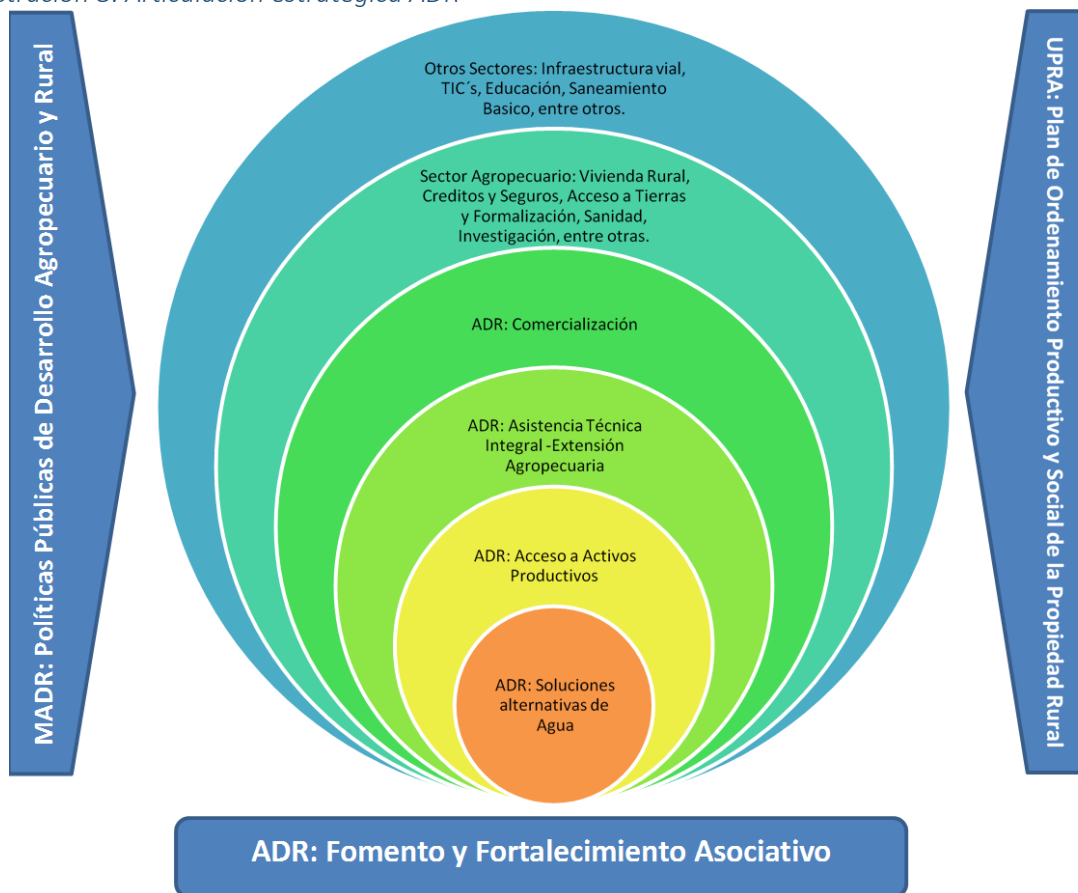 Articulación estratégica ADR
MADR: Políticas Públicas de Desarrollo Agropecuario y Rural
Otros Sectores: Infraestructura vial,
TIC´s, Educación, Saneamiento
Basico, entre otros.
Sector Agropecuario: Vivienda Rural,
Creditos y Seguros, Acceso a Tierras
y Formalización, Sanidad,
Investigación, entre otras.
ADR: Comercialización
ADR: Asistencia Técnica
Integral -Extensión
Agropecuaria
ADR: Acceso a Activos
Productivos
ADR: Soluciones
alternativas de
Agua
UPRA: Plan de Ordenamiento Productivo y Social de la Propiedad Rural
ADR: Fomento y Fortalecimiento Asociativo